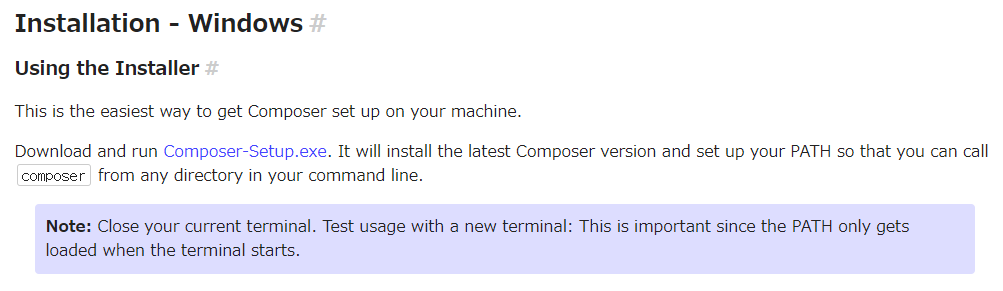 Installation - Windows #
Using the Installer #
This is the easiest way to get Composer set up on your machine.
Download and run Composer-Setup.exe. It will install the latest Composer version and set up your PATH so that you can call
composer from any directory in your command line.
Note: Close your current terminal. Test usage with a new terminal: This is important since the PATH only gets
loaded when the terminal starts.